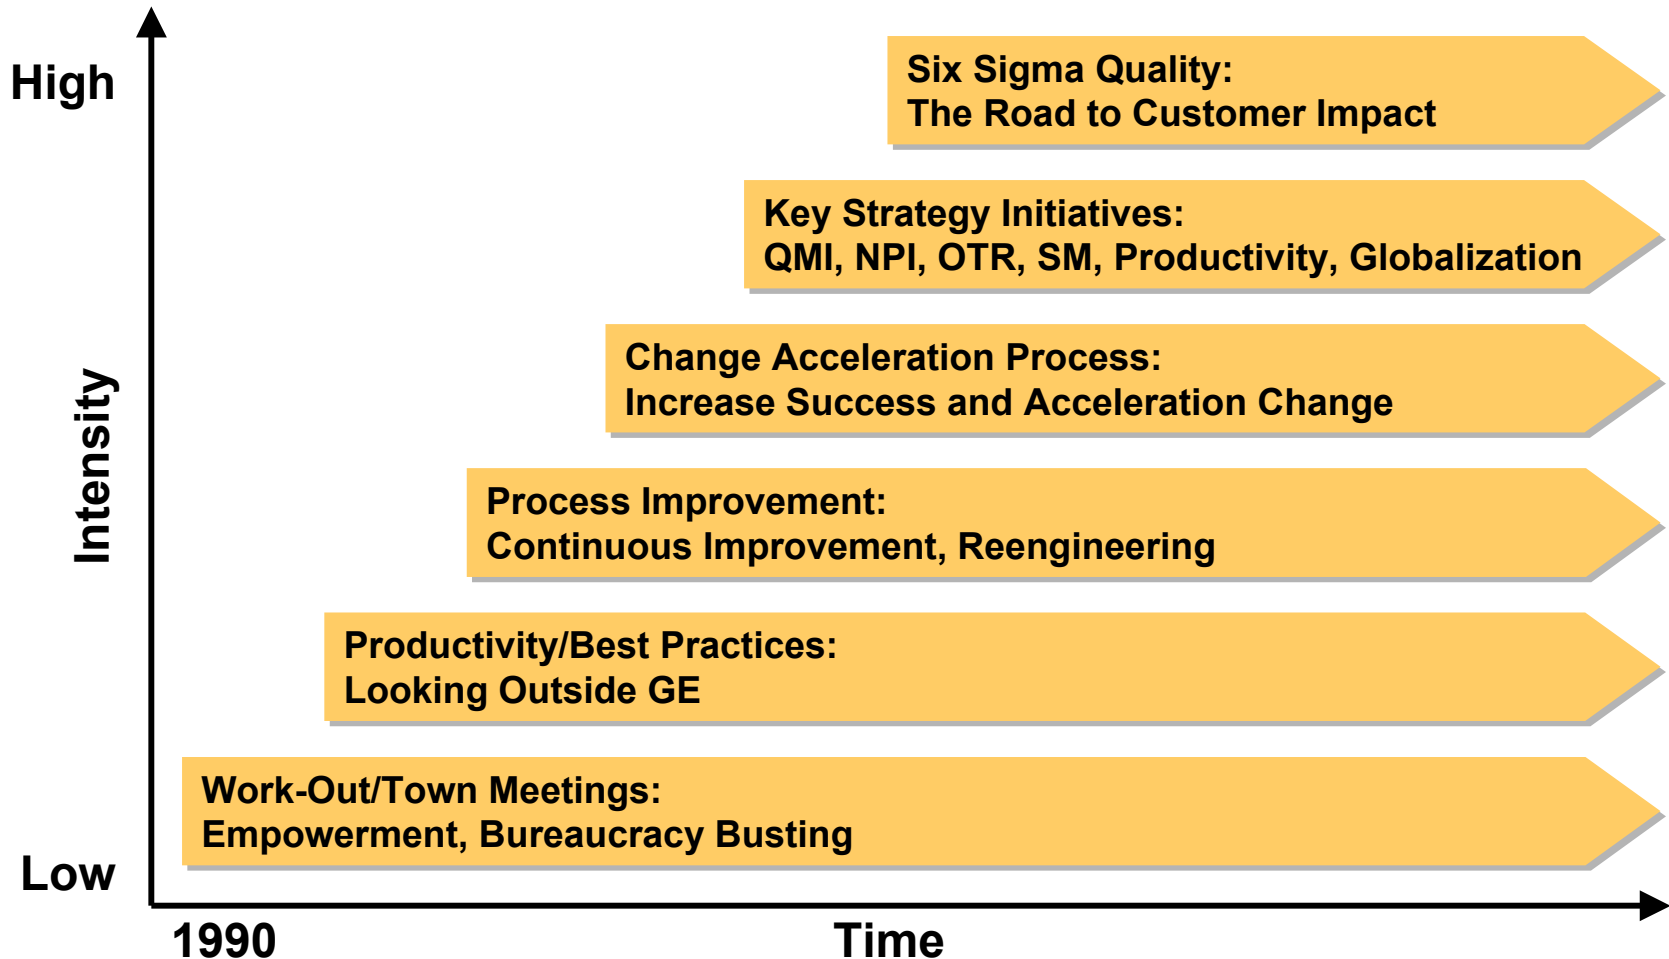 High
Six Sigma Quality:
The Road to Customer Impact
Key Strategy Initiatives:
QMI, NPI, OTR, SM, Productivity, Globalization
Change Acceleration Process:
Increase Success and Acceleration Change
Intensity
Process Improvement:
Continuous Improvement, Reengineering
Productivity/Best Practices:
Looking Outside GE
Work-Out/Town Meetings:
Empowerment, Bureaucracy Busting
Low
1990
Time